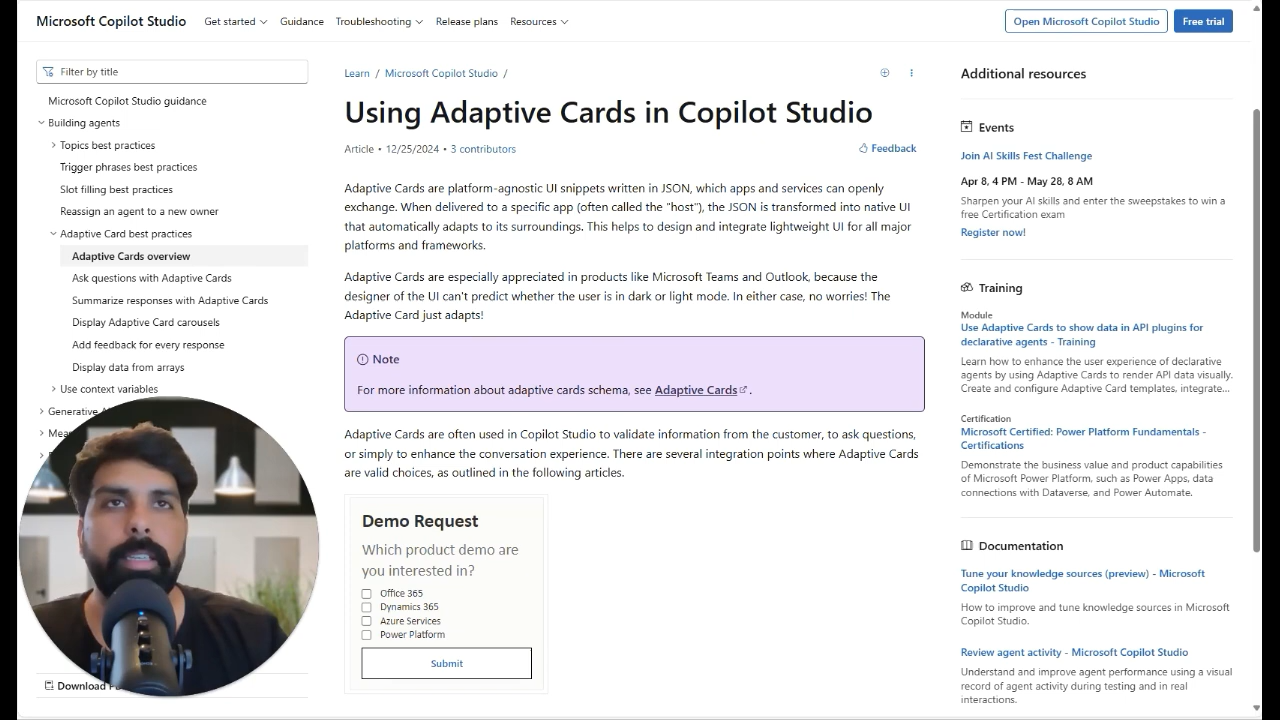 Microsoft Copilot Studio
Get started
Guidance
Troubleshooting
Release plans
Resources
Open Microsoft Copilot Studio
Free trial
Filter by title
Microsoft Copilot Studio guidance
Building agents
Topics best practices
Trigger phrases best practices
Slot filling best practices
Reassign an agent to a new owner
Adaptive Card best practices
Adaptive Cards overview
Ask questions with Adaptive Cards
Summarize responses with Adaptive Cards
Display Adaptive Card carousels
Add feedback for every response
Display data from arrays
Use context variables
Generative
Download
Learn / Microsoft Copilot Studio /
Using Adaptive Cards in Copilot Studio
Article • 12/25/2024 • 3 contributors
Feedback
Adaptive Cards are platform-agnostic UI snippets written in JSON, which apps and services can openly
exchange. When delivered to a specific app (often called the "host"), the JSON is transformed into native UI
that automatically adapts to its surroundings. This helps to design and integrate lightweight UI for all major
platforms and frameworks.
Adaptive Cards are especially appreciated in products like Microsoft Teams and Outlook, because the
designer of the UI can't predict whether the user is in dark or light mode. In either case, no worries! The
Adaptive Card just adapts!
Note
For more information about adaptive cards schema, see Adaptive Cards .
Adaptive Cards are often used in Copilot Studio to validate information from the customer, to ask questions,
or simply to enhance the conversation experience. There are several integration points where Adaptive Cards
are valid choices, as outlined in the following articles.
Demo Request
Which product demo are
you interested in?
Office 365
Dynamics 365
Azure Services
Power Platform
Submit
Additional resources
Events
Join AI Skills Fest Challenge
Apr 8, 4 PM - May 28, 8 AM
Sharpen your AI skills and enter the sweepstakes to win a
free Certification exam
Register now!
Training
Module
Use Adaptive Cards to show data in API plugins for
declarative agents - Training
Learn how to enhance the user experience of declarative
agents by using Adaptive Cards to render API data visually.
Create and configure Adaptive Card templates, integrate...
Certification
Microsoft Certified: Power Platform Fundamentals -
Certifications
Demonstrate the business value and product capabilities
of Microsoft Power Platform, such as Power Apps, data
connections with Dataverse, and Power Automate.
Documentation
Tune your knowledge sources (preview) - Microsoft
Copilot Studio
How to improve and tune knowledge sources in Microsoft
Copilot Studio.
Review agent activity - Microsoft Copilot Studio
Understand and improve agent performance using a visual
record of agent activity during testing and in real
interactions.